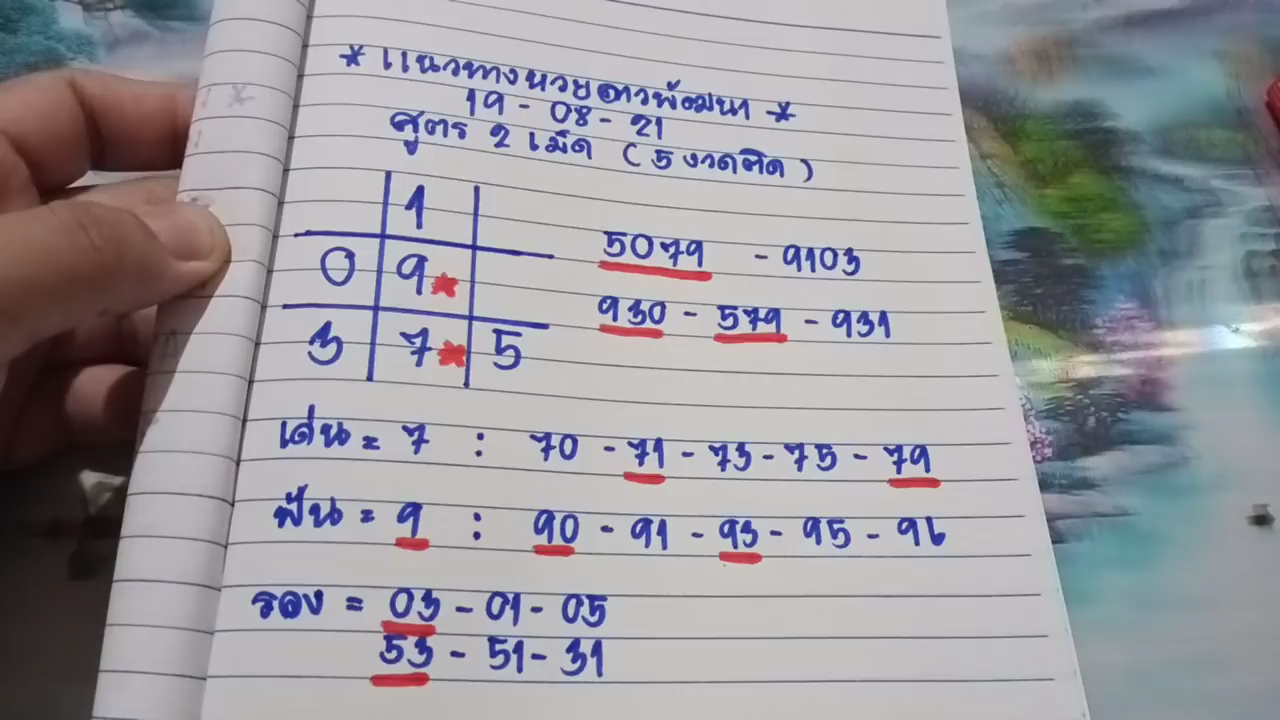 * แนวทางหวยลาวพัฒนา *
19 - 08 - 21
สูตร 2 เม็ด ( 5 งวดติด )
1
0 9*
3 7* 5
5079 - 9103
930 - 579 - 931
เด่น = 7 : 70 - 71 - 73 - 75 - 79
ฟัน = 9 : 90 - 91 - 93 - 95 - 96
รอง = 03 - 01 - 05
53 - 51 - 31